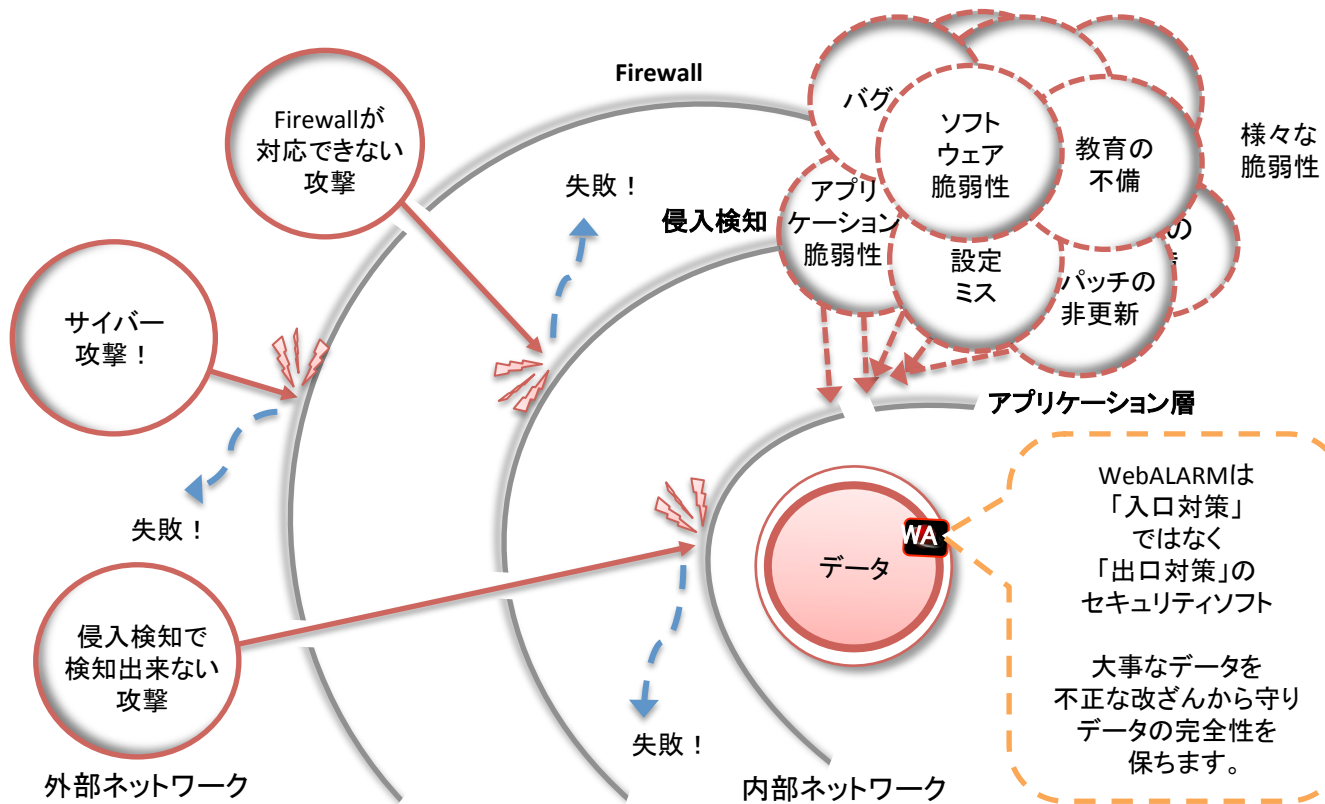 Firewall
Firewallが
対応できない
攻撃
失敗！
侵入検知
バグ
ソフト
ウェア
脆弱性
教育の
不備
様々な
脆弱性
アプリ
ケーション
脆弱性
設定
ミス
の
パッチの
非更新
サイバー
攻撃！
失敗！
アプリケーション層
WebALARMは
「入口対策」
ではなく
「出口対策」の
セキュリティソフト
大事なデータを
不正な改ざんから守り
データの完全性を
保ちます。
WA
データ
侵入検知で
検知出来ない
攻撃
失敗！
外部ネットワーク
内部ネットワーク